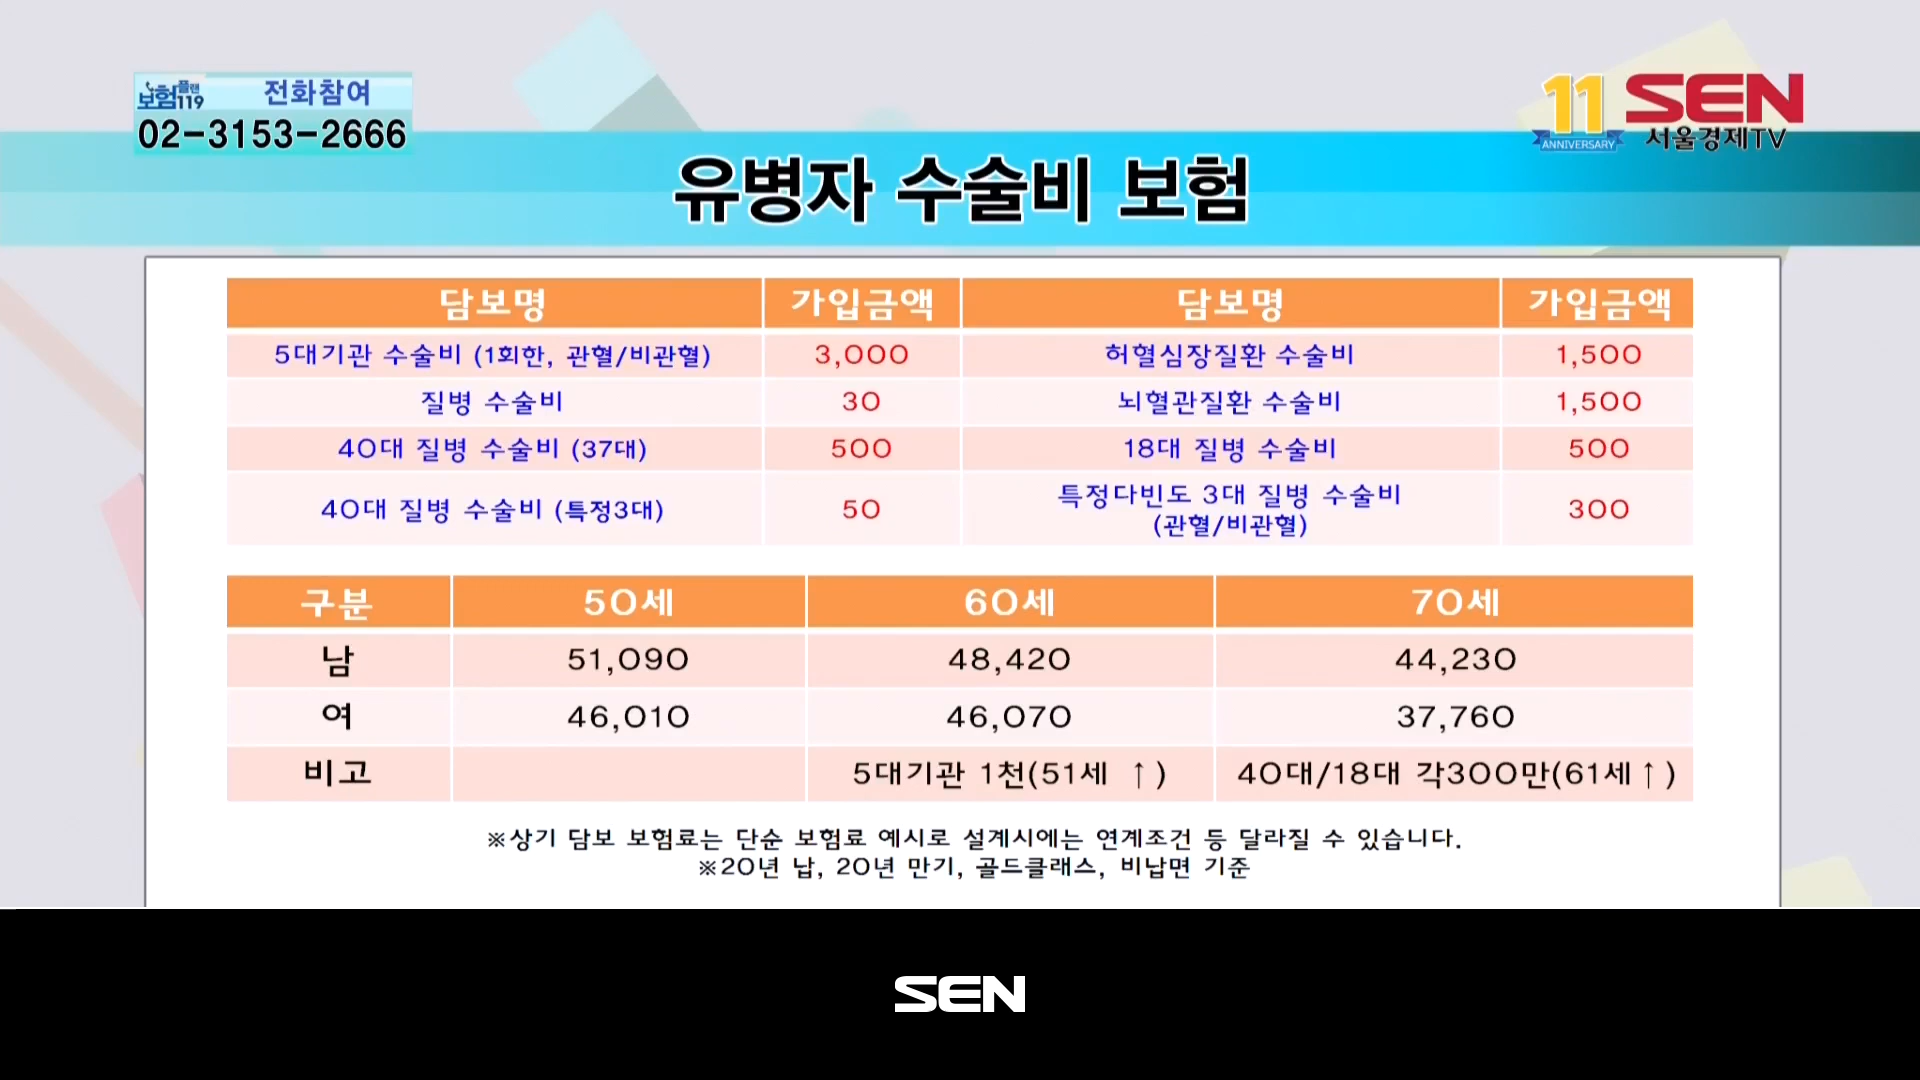 보험플랜119 전화참여
02-3153-2666
11 ANNIVERSARY
SEN
서울경제TV
유병자 수술비 보험
담보명 가입금액 담보명 가입금액
5대기관 수술비 (1회한, 관혈/비관혈) 3,000 허혈심장질환 수술비 1,500
질병 수술비 30 뇌혈관질환 수술비 1,500
40대 질병 수술비 (37대) 500 18대 질병 수술비 500
40대 질병 수술비 (특정3대) 50 특정다빈도 3대 질병 수술비
(관혈/비관혈) 300
구분 50세 60세 70세
남 51,090 48,420 44,230
여 46,010 46,070 37,760
비고 5대기관 1천(51세 ↑) 40대/18대 각300만(61세↑)
※상기 담보 보험료는 단순 보험료 예시로 설계시에는 연계조건 등 달라질 수 있습니다.
※20년 납, 20년 만기, 골드클래스, 비납면 기준
SEN